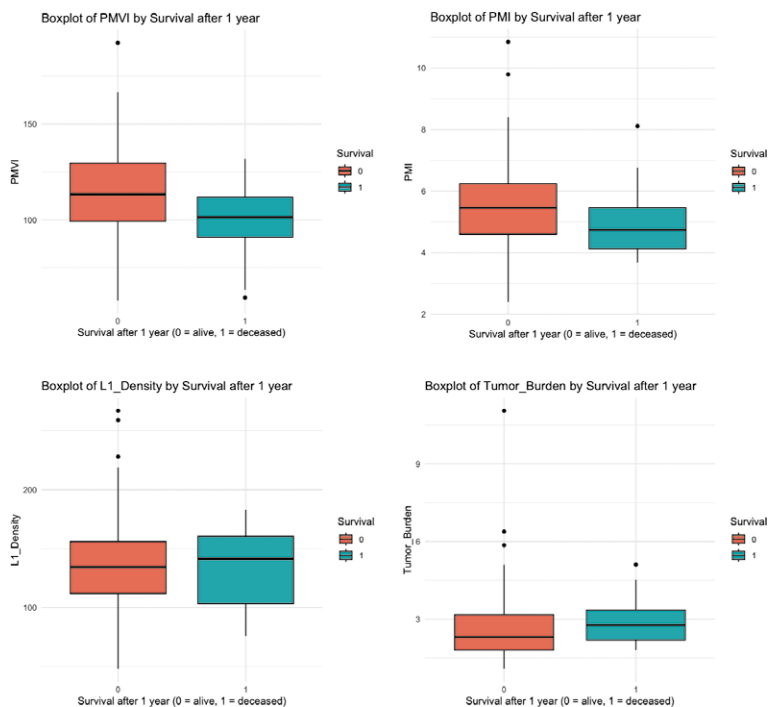 Boxplot of PMVI by Survival after 1 year
150
100
PMVI
0
1
Survival after 1 year (0 = alive, 1 = deceased)
Survival
0
1
Boxplot of PMI by Survival after 1 year
10
8
6
4
2
PMI
0
1
Survival after 1 year (0 = alive, 1 = deceased)
Survival
0
1
Boxplot of L1_Density by Survival after 1 year
200
100
L1_Density
0
1
Survival after 1 year (0 = alive, 1 = deceased)
Survival
0
1
Boxplot of Tumor_Burden by Survival after 1 year
9
6
3
Tumor_Burden
0
1
Survival after 1 year (0 = alive, 1 = deceased)
Survival
0
1